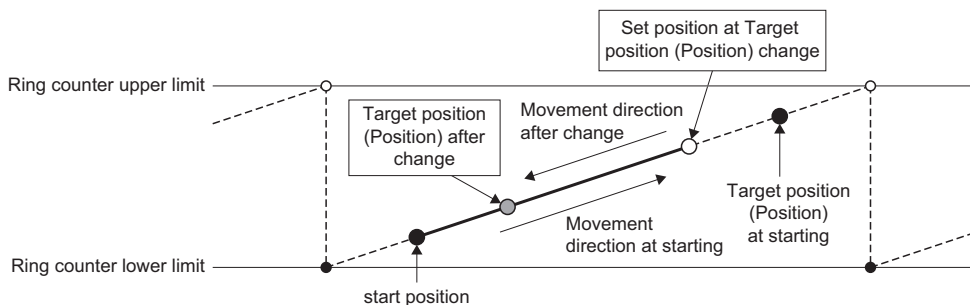 Set position at Target
position (Position) change
Ring counter upper limit
Target position
(Position) after
change
Movement direction
after change
Target position
(Position)
at starting
Movement
direction at starting
Ring counter lower limit
start position